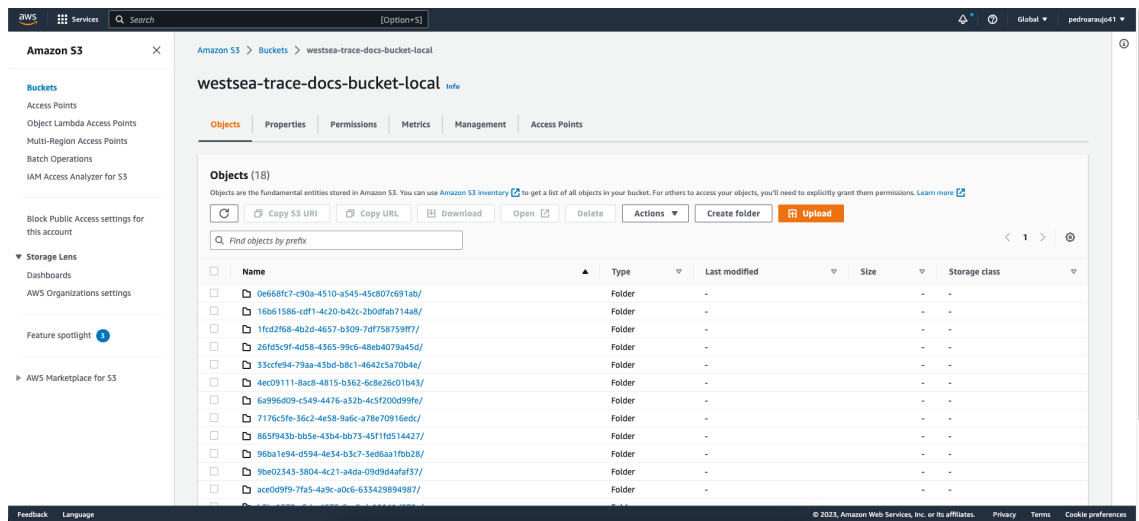 aws Services Search [Option+S] Global pedroaraujo41
Amazon S3
Buckets
Access Points
Object Lambda Access Points
Multi-Region Access Points
Batch Operations
IAM Access Analyzer for S3
Block Public Access settings for
this account
Storage Lens
Dashboards
AWS Organizations settings
Feature spotlight 3
AWS Marketplace for S3
Amazon S3 > Buckets > westsea-trace-docs-bucket-local
westsea-trace-docs-bucket-local Info
Objects Properties Permissions Metrics Management Access Points
Objects (18)
Objects are the fundamental entities stored in Amazon S3. You can use Amazon S3 inventory to get a list of all objects in your bucket. For others to access your objects, you'll need to explicitly grant them permissions. Learn more
Copy S3 URI Copy URL Download Open Delete Actions Create folder Upload
Find objects by prefix < 1 >
Name Type Last modified Size Storage class
0e668fc7-c90a-4510-a545-45c807c691ab/ Folder - - -
16b61586-cdf1-4c20-b42c-2b0dfab714a8/ Folder - - -
1fcd2f68-4b2d-4657-b309-7df758759ff7/ Folder - - -
26fd5c9f-4d58-4365-99c6-48eb4079a45d/ Folder - - -
33ccfe94-79aa-43bd-b8c1-4642c5a70b4e/ Folder - - -
4ec09111-8ac8-4815-b362-6c8e26c01b43/ Folder - - -
6a996d09-c549-4476-a32b-4c5f200d99fe/ Folder - - -
7176c5fe-36c2-4e58-9a6c-a78e70916edc/ Folder - - -
865f943b-bb5e-43b4-bb73-45f1fd514427/ Folder - - -
96ba1e94-d594-4e34-b3c7-3ed6aa1fbb28/ Folder - - -
9be02343-3804-4c21-a4da-09d9d4afaf37/ Folder - - -
ace0d9f9-7fa5-4a9c-a0c6-633429894987/ Folder - - -
Feedback Language © 2023, Amazon Web Services, Inc. or its affiliates. Privacy Terms Cookie preferences